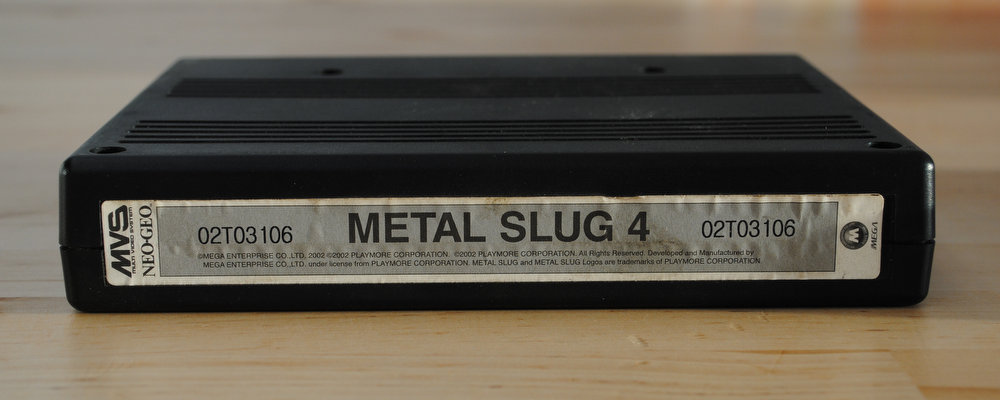 MVS
MULTI VIDEO SYSTEM
NEO·GEO
02T03106
METAL SLUG 4
02T03106
©MEGA ENTERPRISE CO.,LTD. 2002 ©2002 PLAYMORE CORPORATION. ©2002 PLAYMORE CORPORATION. All Rights Reserved. Developed and Manufactured by
MEGA ENTERPRISE CO.,LTD. under license from PLAYMORE CORPORATION. METAL SLUG and METAL SLUG Logos are trademarks of PLAYMORE CORPORATION.
MEGA